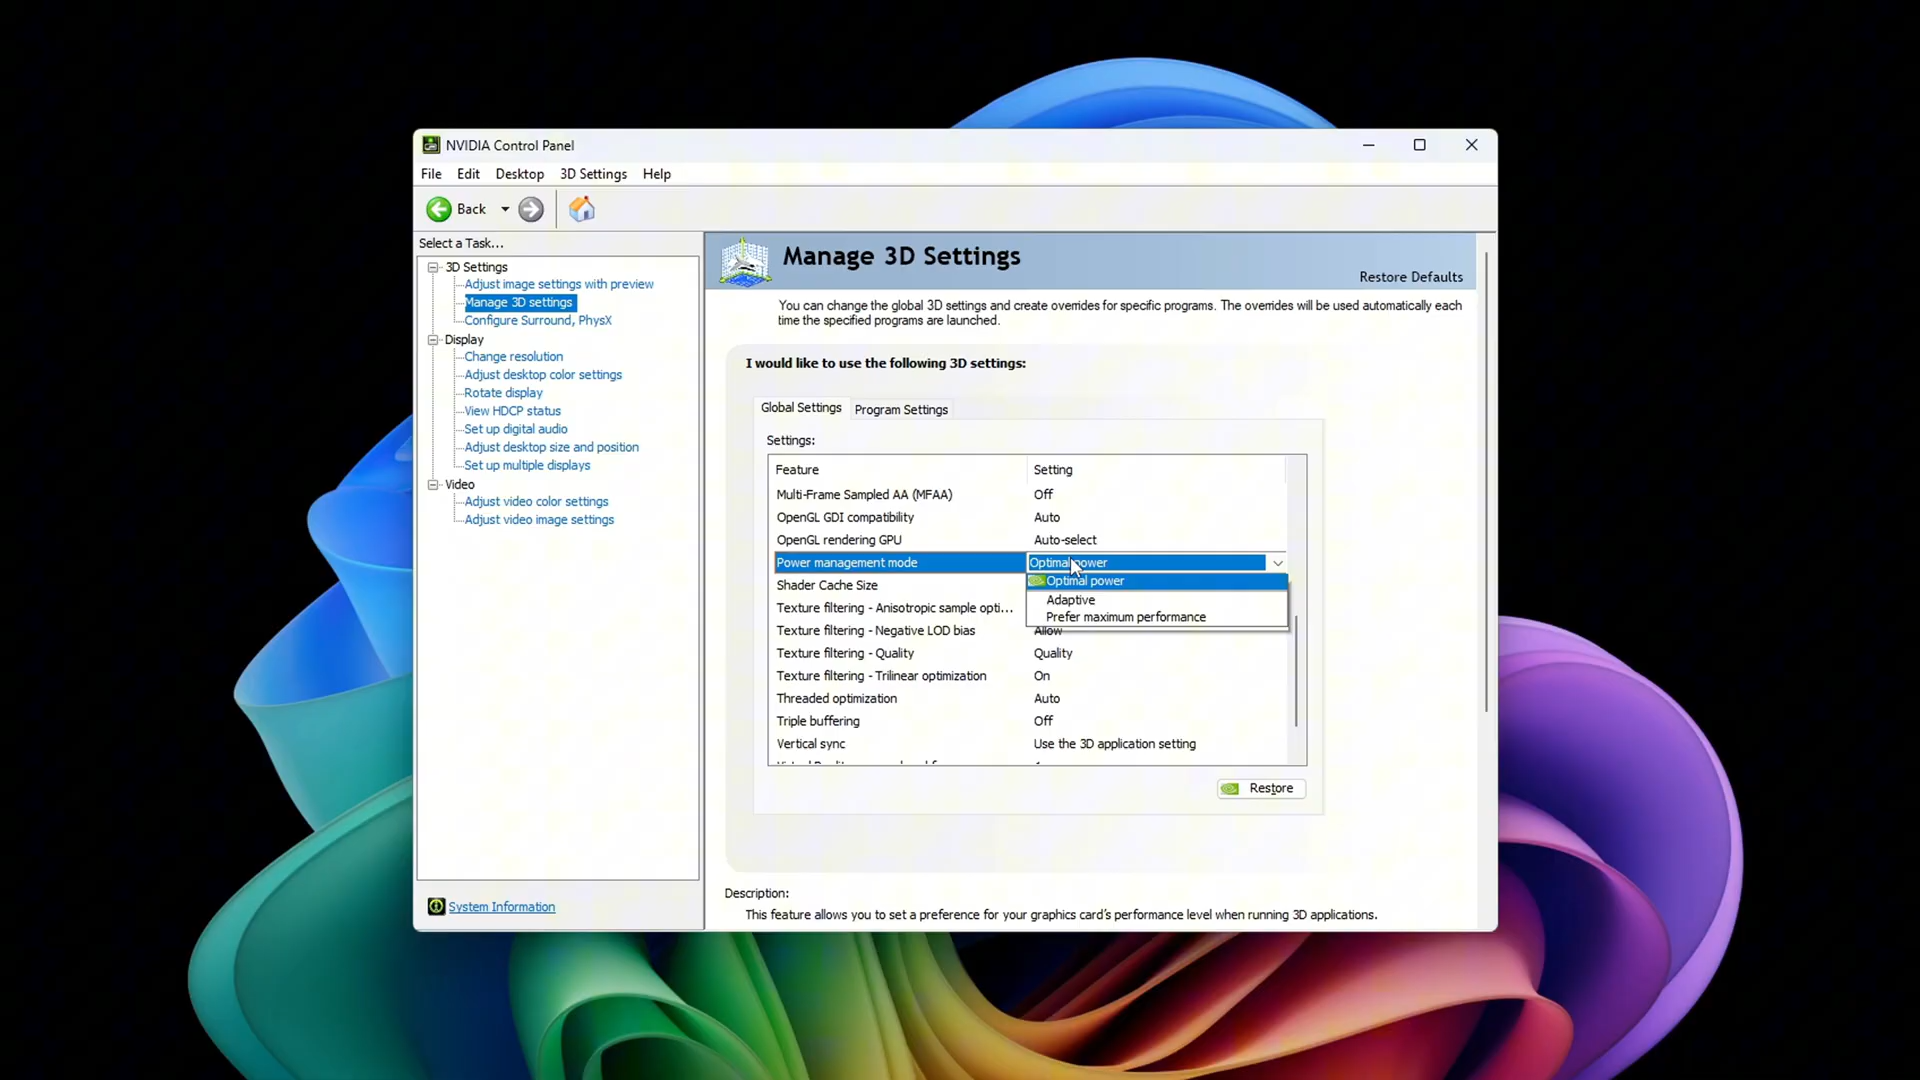 NVIDIA Control Panel
File Edit Desktop 3D Settings Help
Back
Select a Task...
3D Settings
Adjust image settings with preview
Manage 3D settings
Configure Surround, PhysX
Display
Change resolution
Adjust desktop color settings
Rotate display
View HDCP status
Set up digital audio
Adjust desktop size and position
Set up multiple displays
Video
Adjust video color settings
Adjust video image settings
System Information
Manage 3D Settings
Restore Defaults
You can change the global 3D settings and create overrides for specific programs. The overrides will be used automatically each
time the specified programs are launched.
I would like to use the following 3D settings:
Global Settings Program Settings
Settings:
Feature Setting
Multi-Frame Sampled AA (MFAA) Off
OpenGL GDI compatibility Auto
OpenGL rendering GPU Auto-select
Power management mode Optimal power
Optimal power
Adaptive
Prefer maximum performance
Shader Cache Size
Texture filtering - Anisotropic sample opti...
Texture filtering - Negative LOD bias Allow
Texture filtering - Quality Quality
Texture filtering - Trilinear optimization On
Threaded optimization Auto
Triple buffering Off
Vertical sync Use the 3D application setting
Restore
Description:
This feature allows you to set a preference for your graphics card's performance level when running 3D applications.